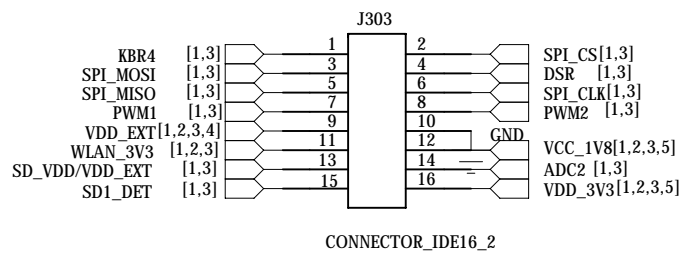 J303
KBR4 [1,3] 1 2 SPI_CS[1,3]
SPI_MOSI [1,3] 3 4 DSR [1,3]
SPI_MISO [1,3] 5 6 SPI_CLK[1,3]
PWM1 [1,3] 7 8 PWM2 [1,3]
VDD_EXT[1,2,3,4] 9 10 GND
WLAN_3V3 [1,2,3] 11 12 VCC_1V8[1,2,3,5]
SD_VDD/VDD_EXT [1,3] 13 14 ADC2 [1,3]
SD1_DET [1,3] 15 16 VDD_3V3[1,2,3,5]
CONNECTOR_IDE16_2